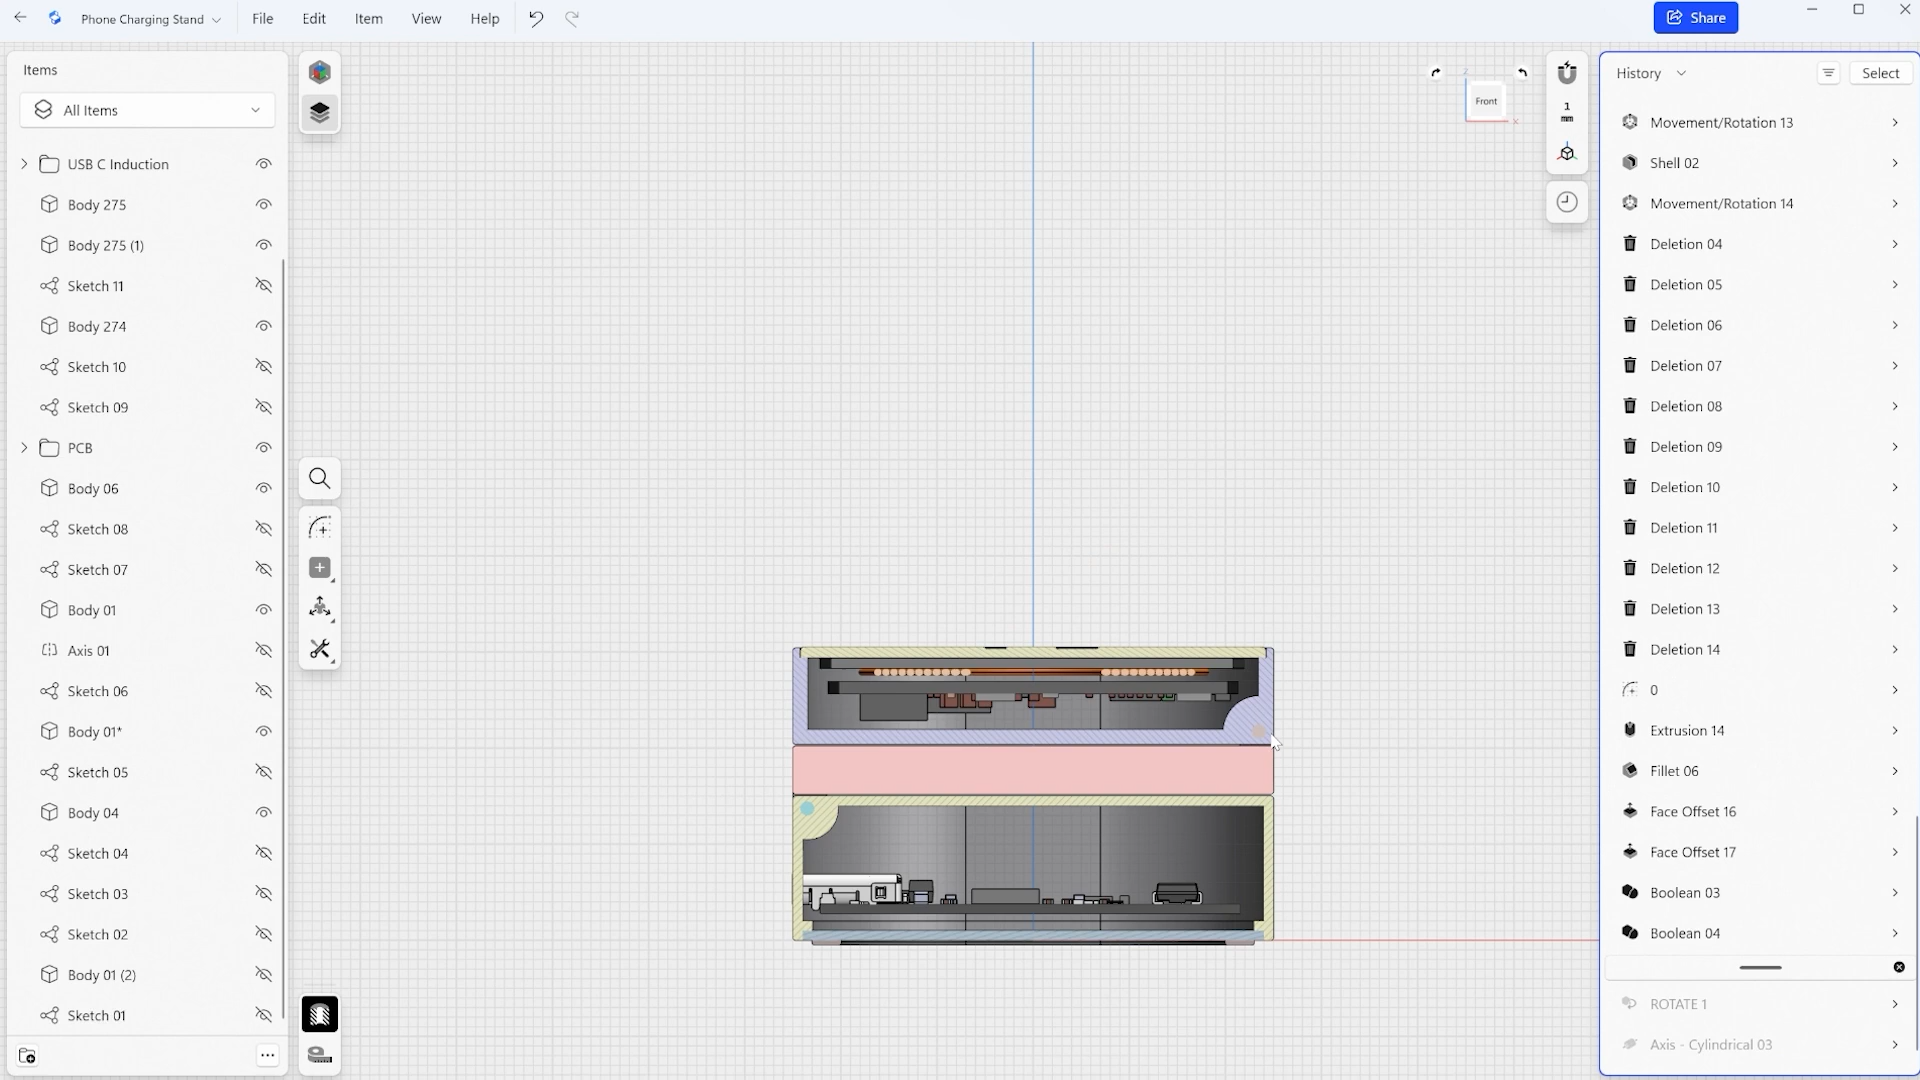 Phone Charging Stand
File
Edit
Item
View
Help
Share
Items
All Items
USB C Induction
Body 275
Body 275 (1)
Sketch 11
Body 274
Sketch 10
Sketch 09
PCB
Body 06
Sketch 08
Sketch 07
Body 01
Axis 01
Sketch 06
Body 01*
Sketch 05
Body 04
Sketch 04
Sketch 03
Sketch 02
Body 01 (2)
Sketch 01
Z
Front
X
1
mm
History
Select
Movement/Rotation 13
Shell 02
Movement/Rotation 14
Deletion 04
Deletion 05
Deletion 06
Deletion 07
Deletion 08
Deletion 09
Deletion 10
Deletion 11
Deletion 12
Deletion 13
Deletion 14
0
Extrusion 14
Fillet 06
Face Offset 16
Face Offset 17
Boolean 03
Boolean 04
ROTATE 1
Axis - Cylindrical 03